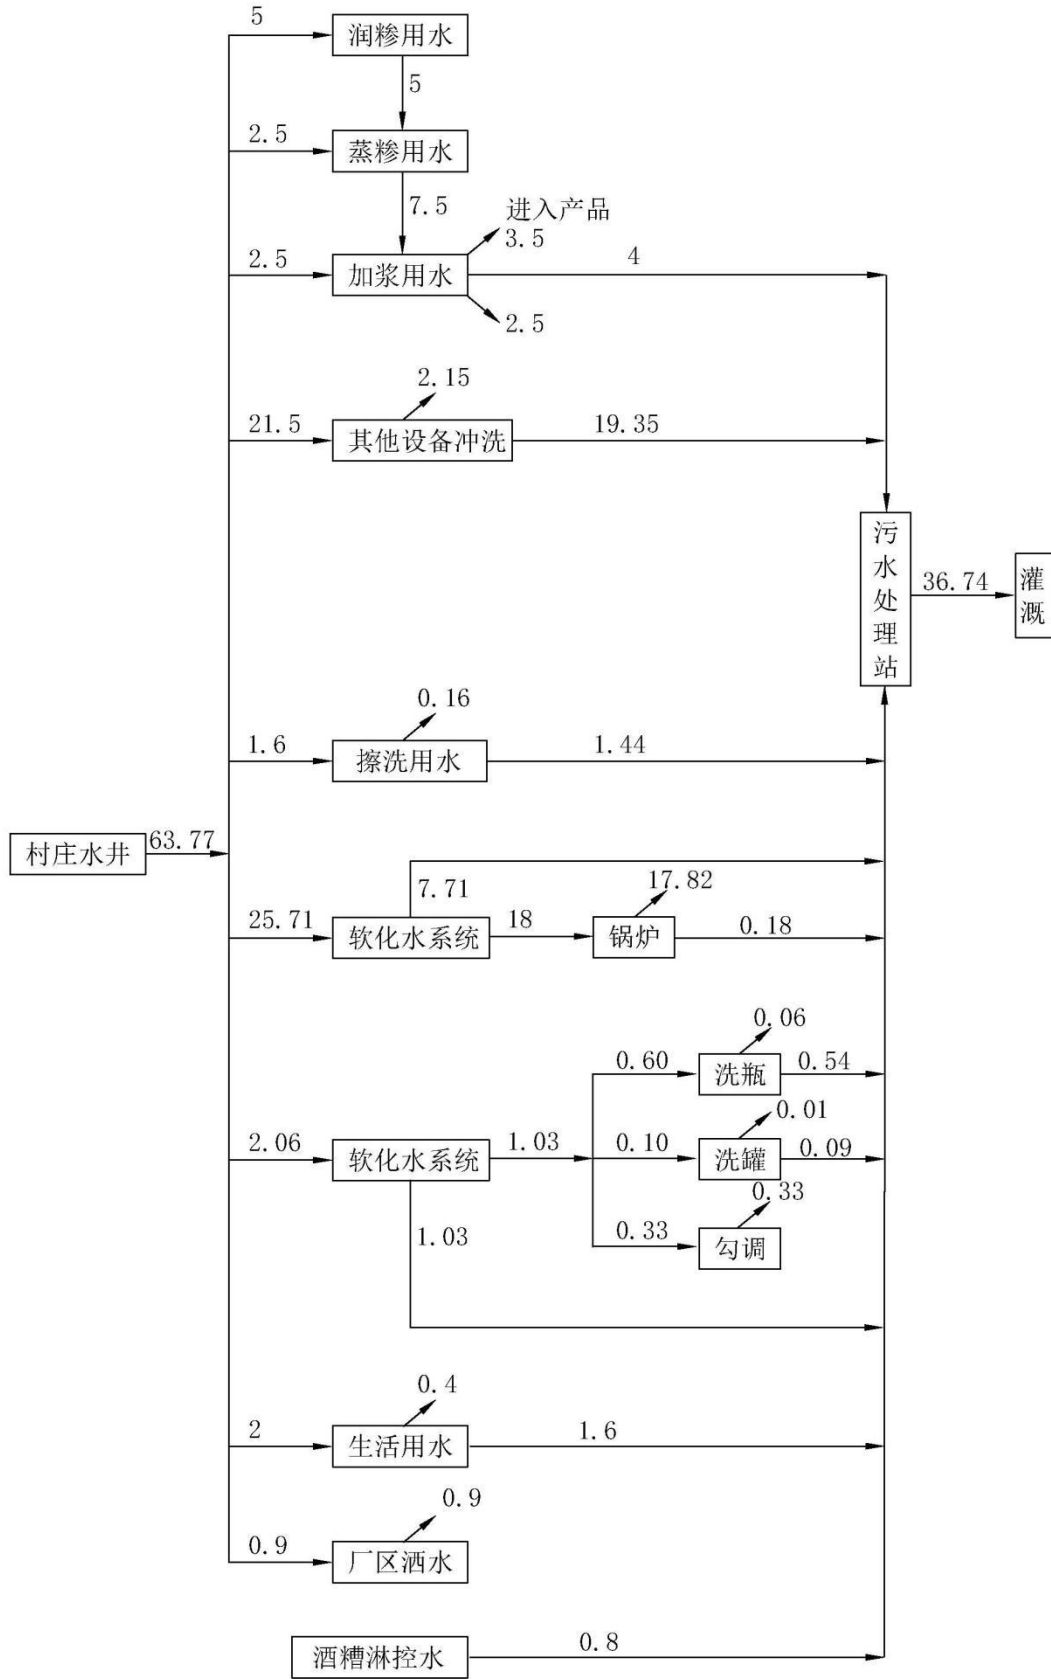 5
润糁用水
5
2.5
蒸糁用水
7.5
进入产品
3.5
2.5
加浆用水
4
2.5
2.15
21.5
其他设备冲洗
19.35
污水处理站
36.74
灌溉
0.16
1.6
擦洗用水
1.44
村庄水井
63.77
7.71
17.82
25.71
软化水系统
18
锅炉
0.18
0.06
0.60
洗瓶
0.54
0.01
2.06
软化水系统
1.03
0.10
洗罐
0.09
0.33
1.03
0.33
勾调
0.4
2
生活用水
1.6
0.9
0.9
厂区洒水
酒糟淋控水
0.8